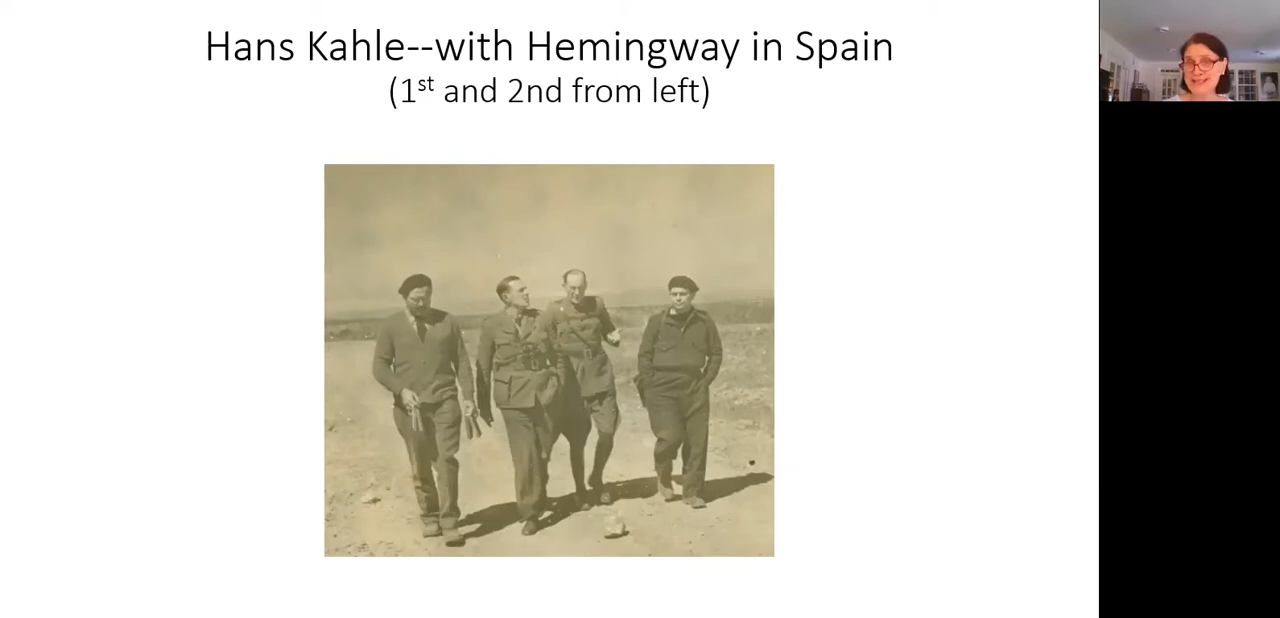 Hans Kahle--with Hemingway in Spain
(1st and 2nd from left)